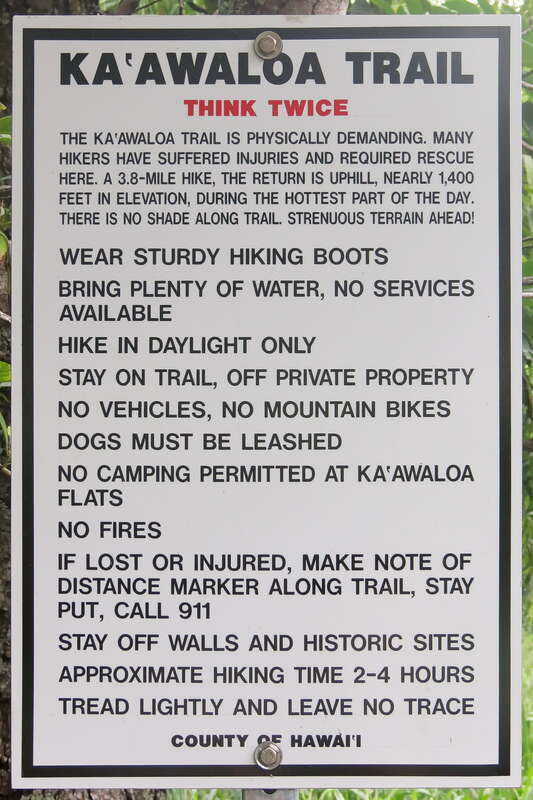 KAʻAWALOA TRAIL
THINK TWICE
THE KAʻAWALOA TRAIL IS PHYSICALLY DEMANDING. MANY
HIKERS HAVE SUFFERED INJURIES AND REQUIRED RESCUE
HERE. A 3.8-MILE HIKE, THE RETURN IS UPHILL, NEARLY 1,400
FEET IN ELEVATION, DURING THE HOTTEST PART OF THE DAY.
THERE IS NO SHADE ALONG TRAIL. STRENUOUS TERRAIN AHEAD!
WEAR STURDY HIKING BOOTS
BRING PLENTY OF WATER, NO SERVICES
AVAILABLE
HIKE IN DAYLIGHT ONLY
STAY ON TRAIL, OFF PRIVATE PROPERTY
NO VEHICLES, NO MOUNTAIN BIKES
DOGS MUST BE LEASHED
NO CAMPING PERMITTED AT KAʻAWALOA
FLATS
NO FIRES
IF LOST OR INJURED, MAKE NOTE OF
DISTANCE MARKER ALONG TRAIL, STAY
PUT, CALL 911
STAY OFF WALLS AND HISTORIC SITES
APPROXIMATE HIKING TIME 2-4 HOURS
TREAD LIGHTLY AND LEAVE NO TRACE
COUNTY OF HAWAIʻI